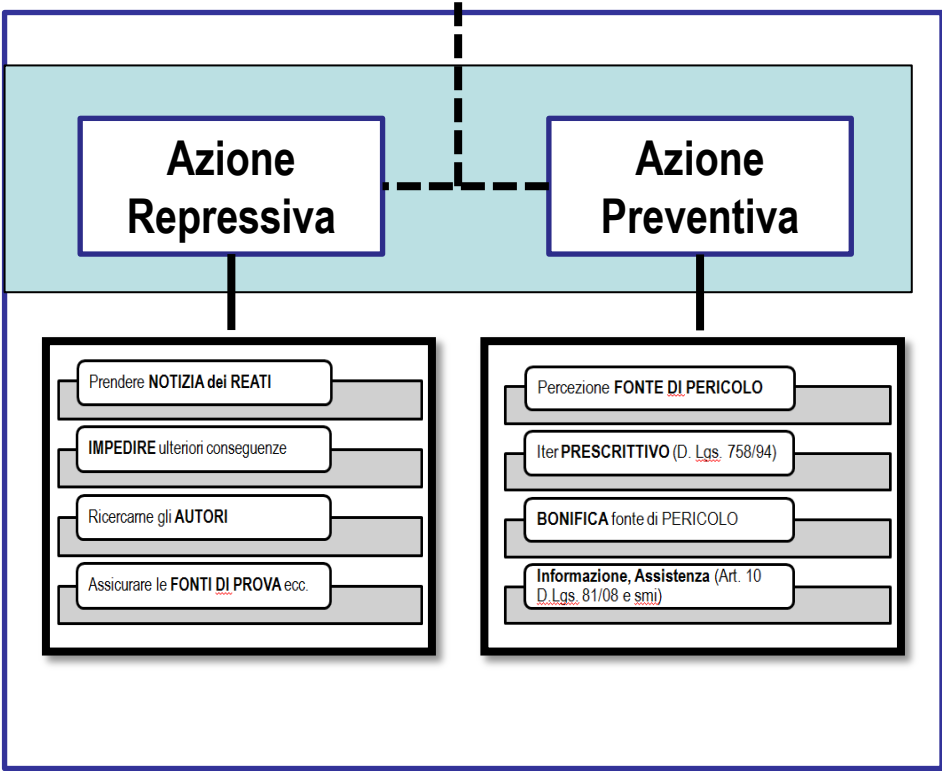 Azione
Repressiva
Azione
Preventiva
Prendere NOTIZIA dei REATI
IMPEDIRE ulteriori conseguenze
Ricercarne gli AUTORI
Assicurare le FONTI DI PROVA ecc.
Percezione FONTE DI PERICOLO
Iter PRESCRITTIVO (D. Lgs. 758/94)
BONIFICA fonte di PERICOLO
Informazione, Assistenza (Art. 10
D.Lgs. 81/08 e smi)